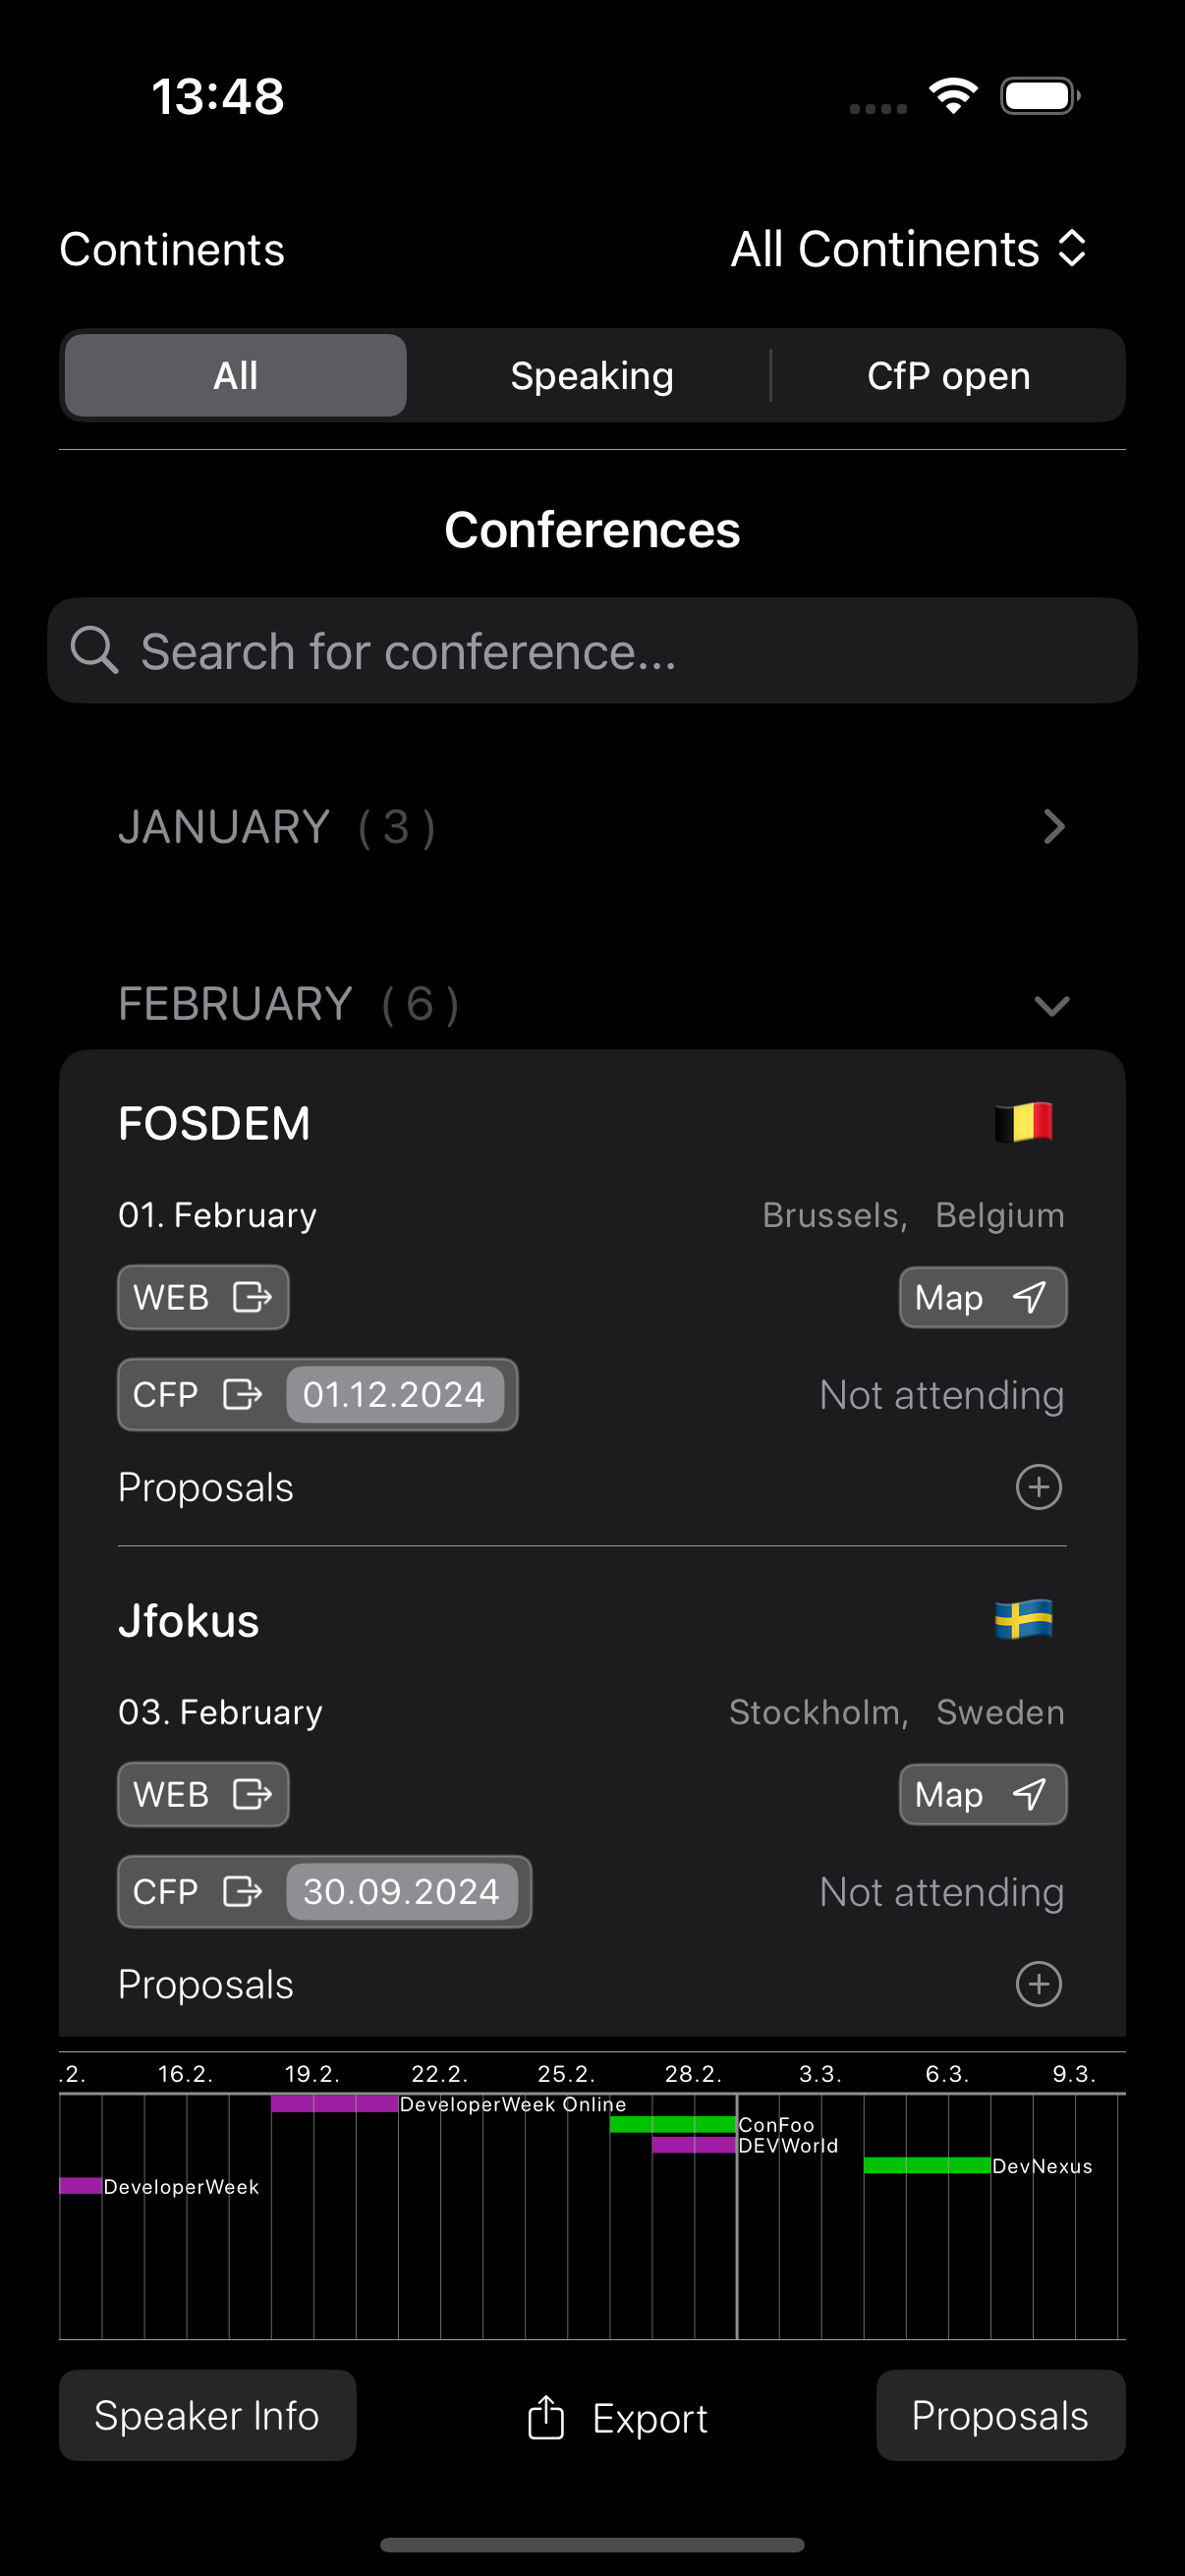 13:48
Continents All Continents
All Speaking CfP open
Conferences
Search for conference...
JANUARY ( 3 )
FEBRUARY ( 6 )
FOSDEM
01. February Brussels, Belgium
WEB Map
CFP 01.12.2024 Not attending
Proposals
Jfokus
03. February Stockholm, Sweden
WEB Map
CFP 30.09.2024 Not attending
Proposals
.2. 16.2. 19.2. 22.2. 25.2. 28.2. 3.3. 6.3. 9.3.
DeveloperWeek Online
ConFoo
DEVWorld
DevNexus
DeveloperWeek
Speaker Info Export Proposals